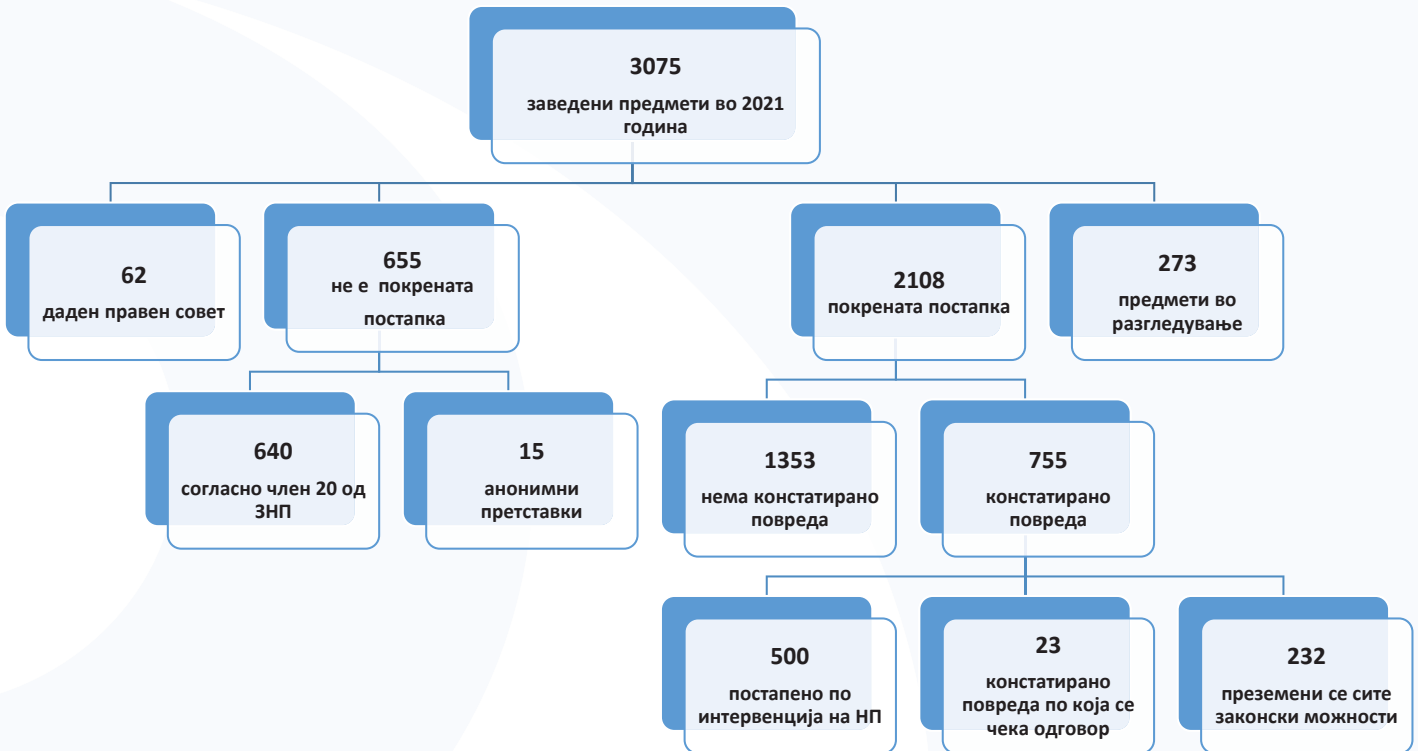 3075
заведени предмети во 2021
година
62
даден правен совет
655
не е покрената
постапка
2108
покрената постапка
273
предмети во
разгледување
640
согласно член 20 од
ЗНП
15
анонимни
претставки
1353
нема констатирано
повреда
755
констатирано
повреда
500
постапено по
интервенција на НП
23
констатирано
повреда по која се
чека одговор
232
преземени се сите
законски можности